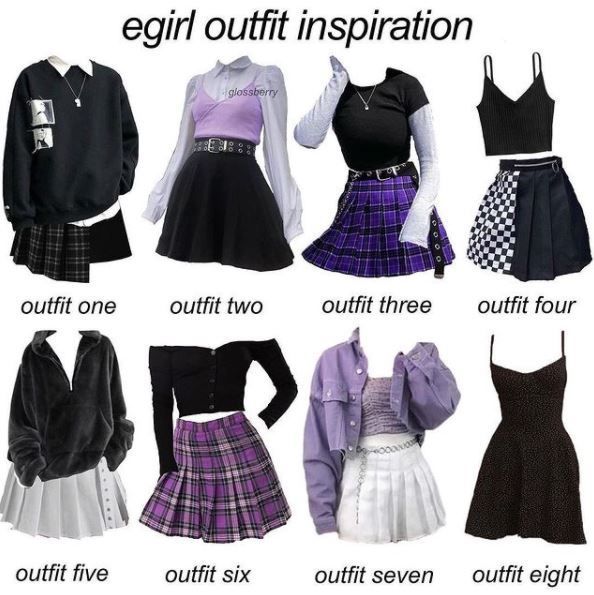 egirl outfit inspiration
glossberry
outfit one
outfit two
outfit three
outfit four
outfit five
outfit six
outfit seven
outfit eight